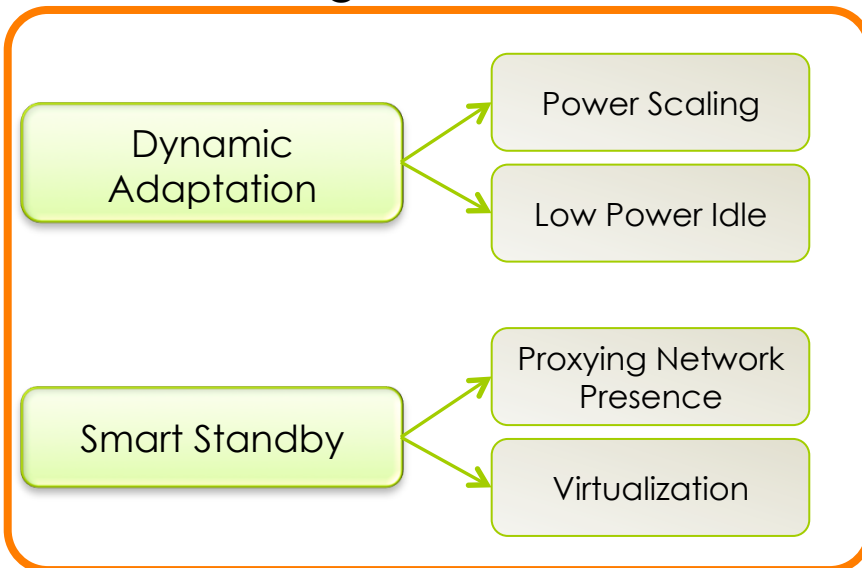 Dynamic
Adaptation
Power Scaling
Low Power Idle
Smart Standby
Proxying Network
Presence
Virtualization